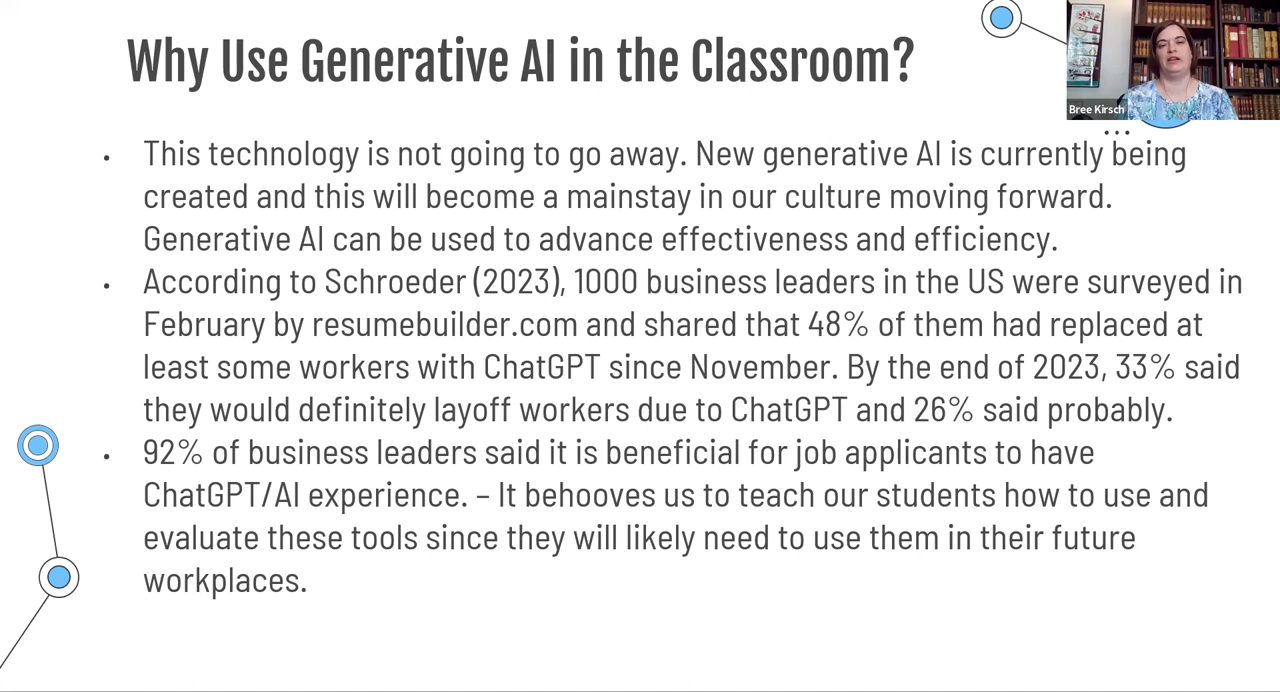 Why Use Generative AI in the Classroom?
Bree Kirsch
• This technology is not going to go away. New generative AI is currently being
created and this will become a mainstay in our culture moving forward.
Generative AI can be used to advance effectiveness and efficiency.
• According to Schroeder (2023), 1000 business leaders in the US were surveyed in
February by resumebuilder.com and shared that 48% of them had replaced at
least some workers with ChatGPT since November. By the end of 2023, 33% said
they would definitely layoff workers due to ChatGPT and 26% said probably.
• 92% of business leaders said it is beneficial for job applicants to have
ChatGPT/AI experience. – It behooves us to teach our students how to use and
evaluate these tools since they will likely need to use them in their future
workplaces.